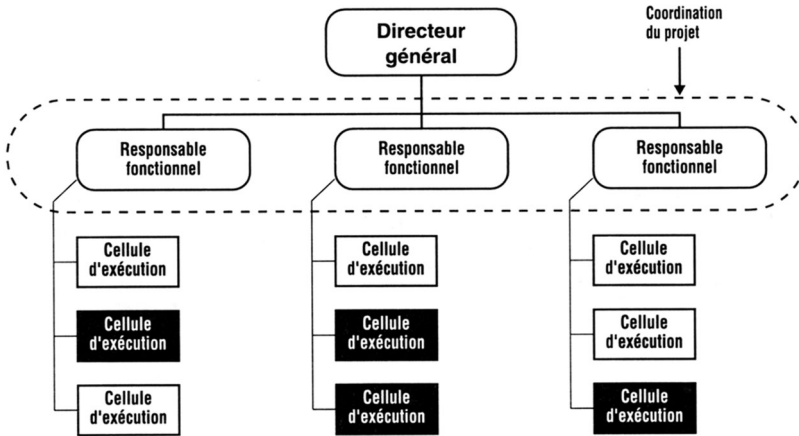 Directeur
général
Coordination
du projet
Responsable
fonctionnel
Responsable
fonctionnel
Responsable
fonctionnel
Cellule
d'exécution
Cellule
d'exécution
Cellule
d'exécution
Cellule
d'exécution
Cellule
d'exécution
Cellule
d'exécution
Cellule
d'exécution
Cellule
d'exécution
Cellule
d'exécution